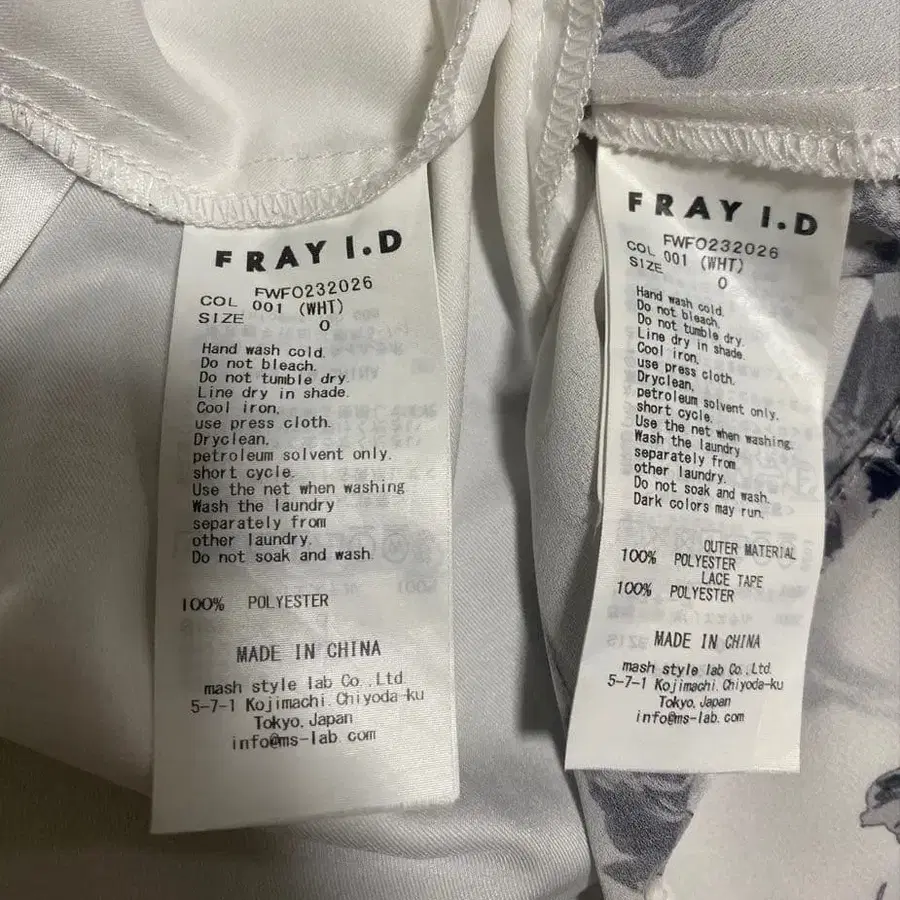 FRAY I.D
FWFO232026
COL 001 (WHT)
SIZE 0
Hand wash cold.
Do not bleach.
Do not tumble dry.
Line dry in shade.
Cool iron,
use press cloth.
Dryclean,
petroleum solvent only.
short cycle.
Use the net when washing
Wash the laundry
separately from
other laundry.
Do not soak and wash.
100% POLYESTER
MADE IN CHINA
mash style lab Co.,Ltd.
5-7-1 Kojimachi.Chiyoda-ku
Tokyo,Japan
info@ms-lab.com
FRAY I.D
FWFO232026
COL 001 (WHT)
SIZE 0
Hand wash cold.
Do not bleach.
Do not tumble dry.
Line dry in shade.
Cool iron,
use press cloth.
Dryclean,
petroleum solvent only.
short cycle.
Use the net when washing.
Wash the laundry
separately from
other laundry.
Do not soak and wash.
Dark colors may run.
OUTER MATERIAL
100% POLYESTER
LACE TAPE
100% POLYESTER
MADE IN CHINA
mash style lab Co.,Ltd.
5-7-1 Kojimachi.Chiyoda-ku
Tokyo,Japan
info@ms-lab.com